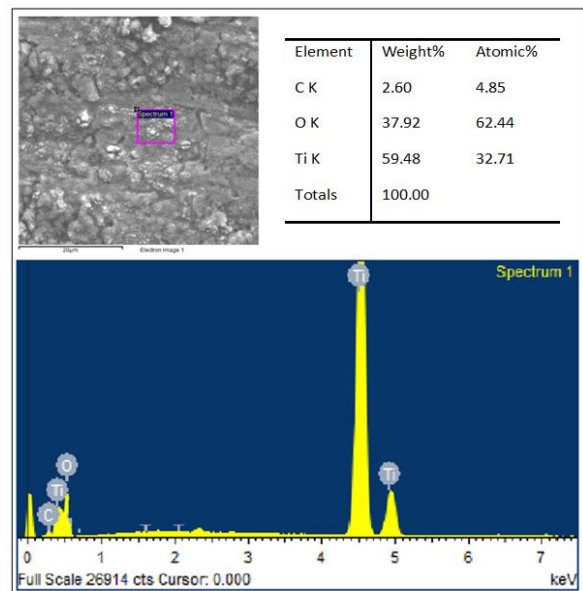 Spectrum 1
20µm
Electron Image 1
Element Weight% Atomic%
C K 2.60 4.85
O K 37.92 62.44
Ti K 59.48 32.71
Totals 100.00
Spectrum 1
Ti
O
Ti
C
Ti
0 1 2 3 4 5 6 7
Full Scale 26914 cts Cursor: 0.000 keV